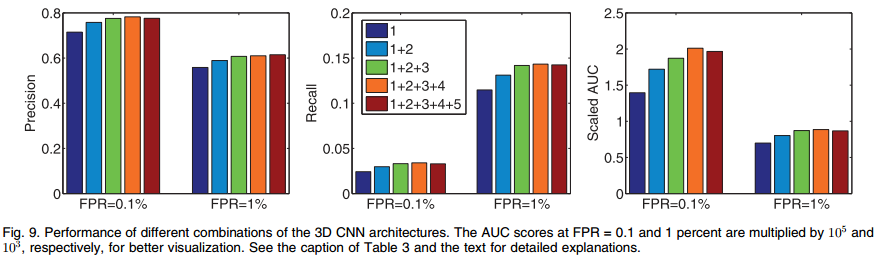 0.8
0.6
0.4
0.2
0
Precision
FPR=0.1% FPR=1%
0.2
0.15
0.1
0.05
0
Recall
1
1+2
1+2+3
1+2+3+4
1+2+3+4+5
FPR=0.1% FPR=1%
2.5
2
1.5
1
0.5
0
Scaled AUC
FPR=0.1% FPR=1%
Fig. 9. Performance of different combinations of the 3D CNN architectures. The AUC scores at FPR = 0.1 and 1 percent are multiplied by 10⁵ and
10³, respectively, for better visualization. See the caption of Table 3 and the text for detailed explanations.